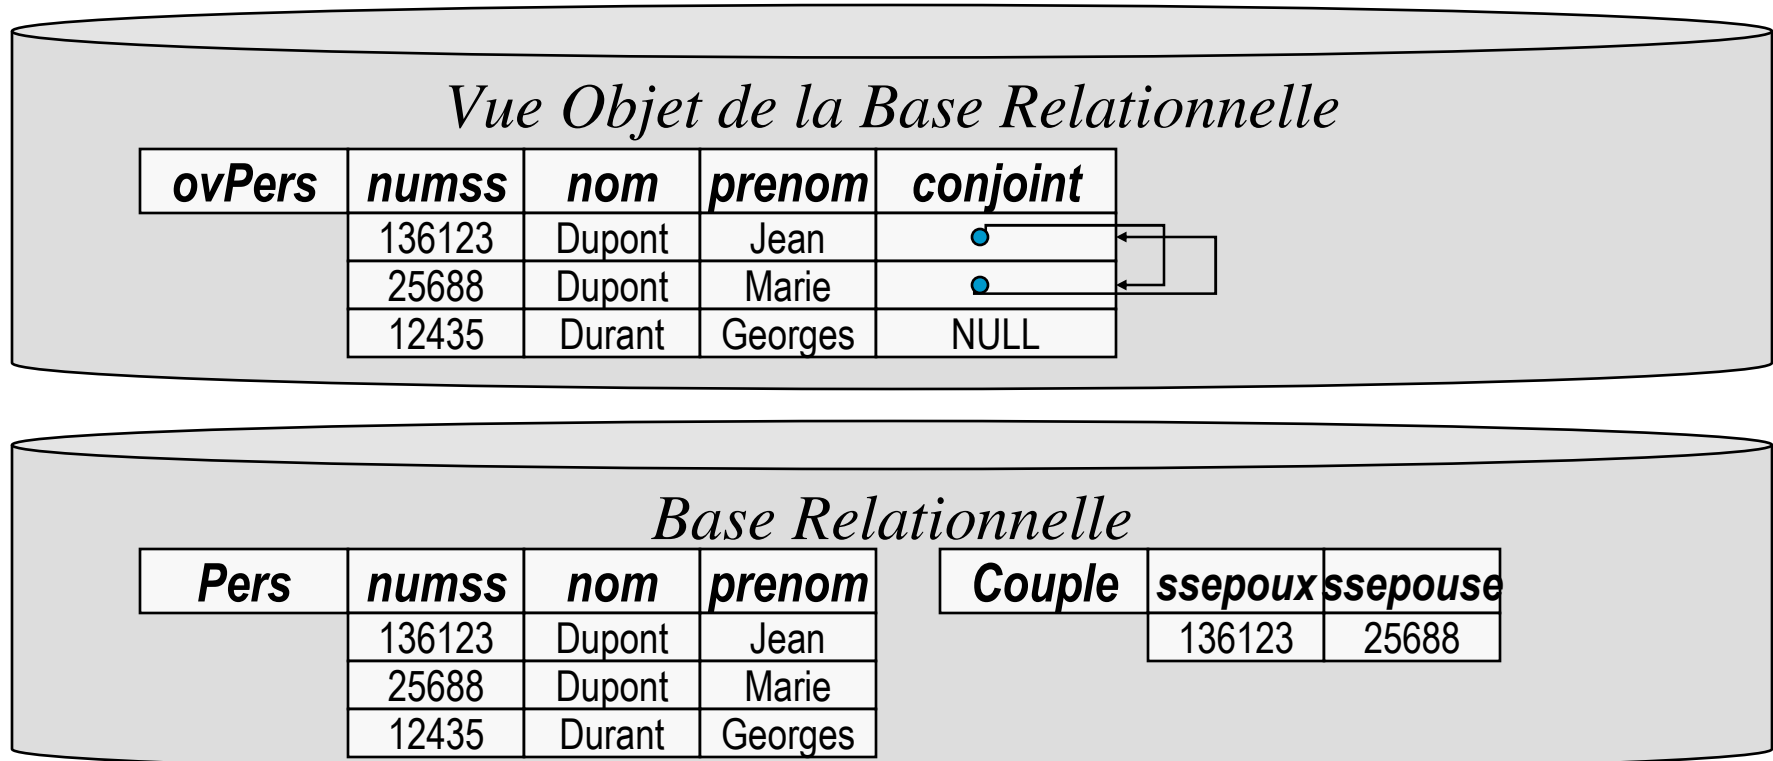 Vue Objet de la Base Relationnelle
ovPers numss nom prenom conjoint
136123 Dupont Jean
25688 Dupont Marie
12435 Durant Georges NULL
Base Relationnelle
Pers numss nom prenom Couple ssepoux ssepouse
136123 Dupont Jean 136123 25688
25688 Dupont Marie
12435 Durant Georges